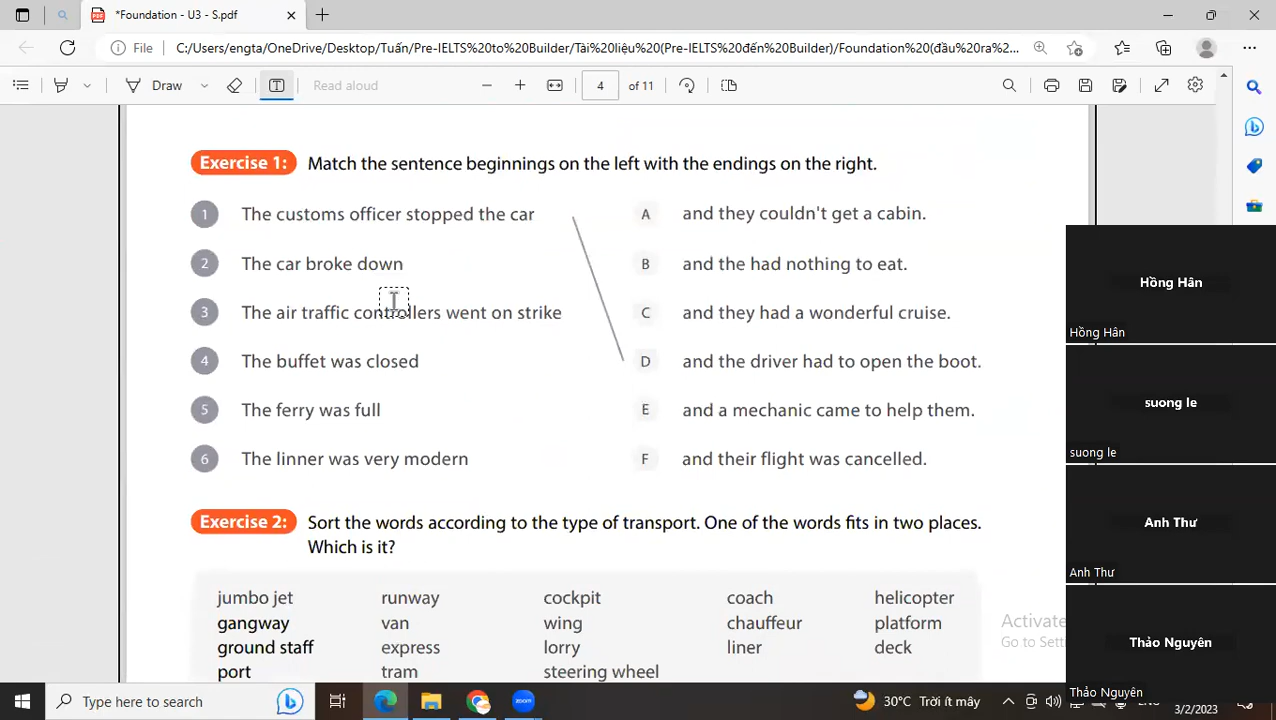 *Foundation - U3 - S.pdf
File C:/Users/engta/OneDrive/Desktop/Tuấn/Pre-IELTS%20to%20Builder/Tài%20liệu%20(Pre-IELTS%20đến%20Builder)/Foundation%20(đầu%20ra%2...
Draw Read aloud 4 of 11
Exercise 1: Match the sentence beginnings on the left with the endings on the right.
1 The customs officer stopped the car A and they couldn't get a cabin.
2 The car broke down B and the had nothing to eat.
3 The air traffic controllers went on strike C and they had a wonderful cruise.
4 The buffet was closed D and the driver had to open the boot.
5 The ferry was full E and a mechanic came to help them.
6 The linner was very modern F and their flight was cancelled.
Exercise 2: Sort the words according to the type of transport. One of the words fits in two places.
Which is it?
jumbo jet runway cockpit coach helicopter
gangway van wing chauffeur platform
ground staff express lorry liner deck
port tram steering wheel
Activate
Go to Setti
Hồng Hân
Hồng Hân
suong le
suong le
Anh Thư
Anh Thư
Thảo Nguyên
Thảo Nguyên
Type here to search zoom 30°C Trời ít mây
3/2/2023